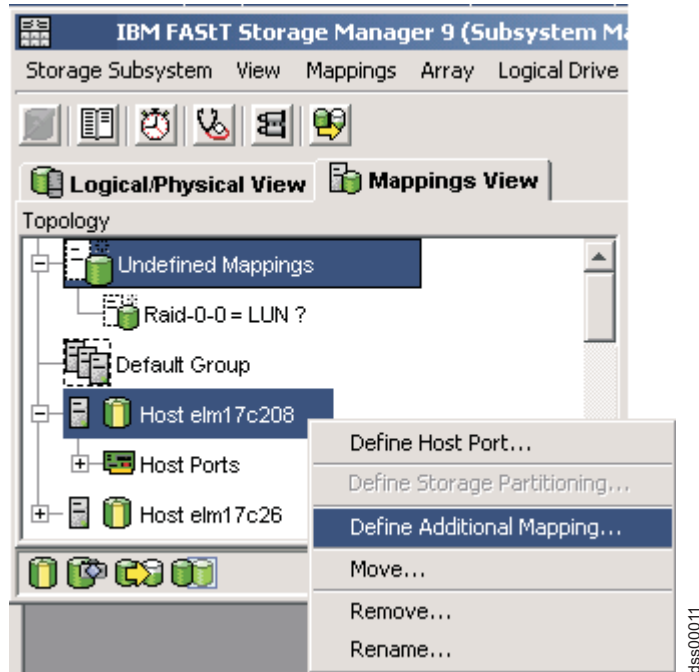 IBM FAStT Storage Manager 9 (Subsystem Ma
Storage Subsystem View Mappings Array Logical Drive
Logical/Physical View Mappings View
Topology
Undefined Mappings
Raid-0-0 = LUN ?
Default Group
Host elm17c208
Host Ports
Host elm17c26
Define Host Port...
Define Storage Partitioning...
Define Additional Mapping...
Move...
Remove...
Rename...
dss00011